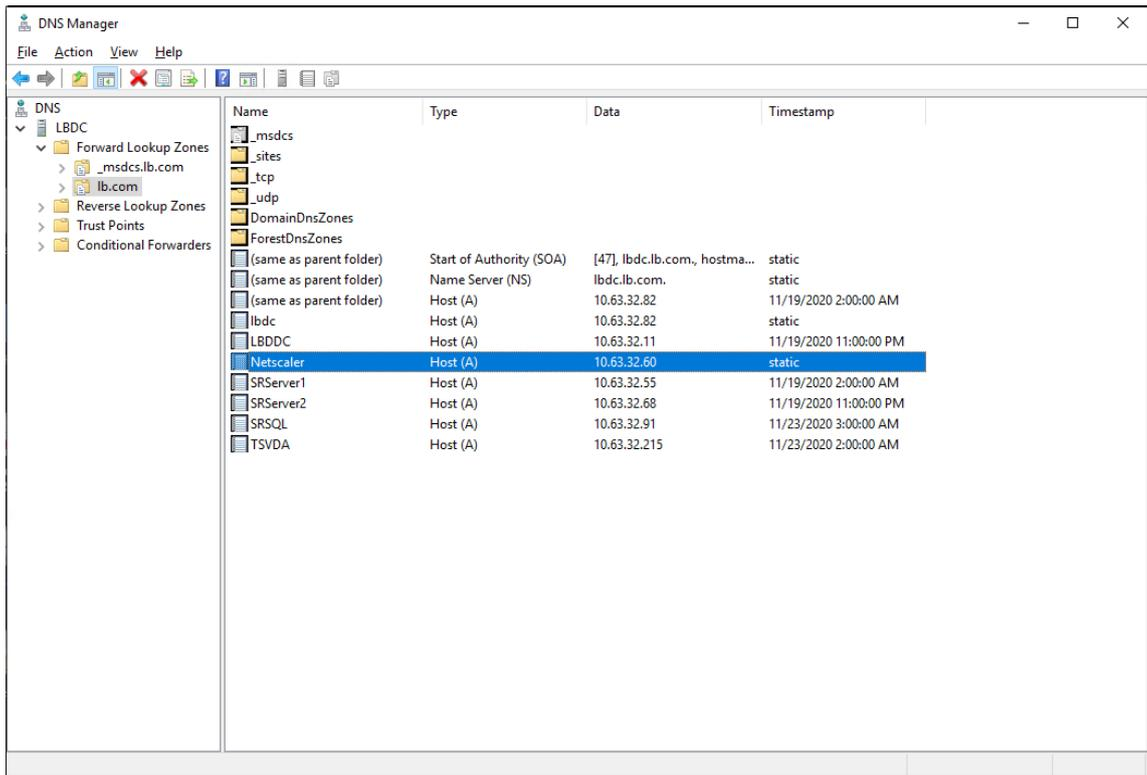 DNS Manager
File Action View Help
DNS
LBDC
Forward Lookup Zones
_msdcs.lb.com
lb.com
Reverse Lookup Zones
Trust Points
Conditional Forwarders
Name Type Data Timestamp
_msdcs
_sites
_tcp
_udp
DomainDnsZones
ForestDnsZones
(same as parent folder) Start of Authority (SOA) [47], lbdc.lb.com., hostma... static
(same as parent folder) Name Server (NS) lbdc.lb.com. static
(same as parent folder) Host (A) 10.63.32.82 11/19/2020 2:00:00 AM
lbdc Host (A) 10.63.32.82 static
LBDDC Host (A) 10.63.32.11 11/19/2020 11:00:00 PM
Netscaler Host (A) 10.63.32.60 static
SRServer1 Host (A) 10.63.32.55 11/19/2020 2:00:00 AM
SRServer2 Host (A) 10.63.32.68 11/19/2020 11:00:00 PM
SRSQL Host (A) 10.63.32.91 11/23/2020 3:00:00 AM
TSVDA Host (A) 10.63.32.215 11/23/2020 2:00:00 AM